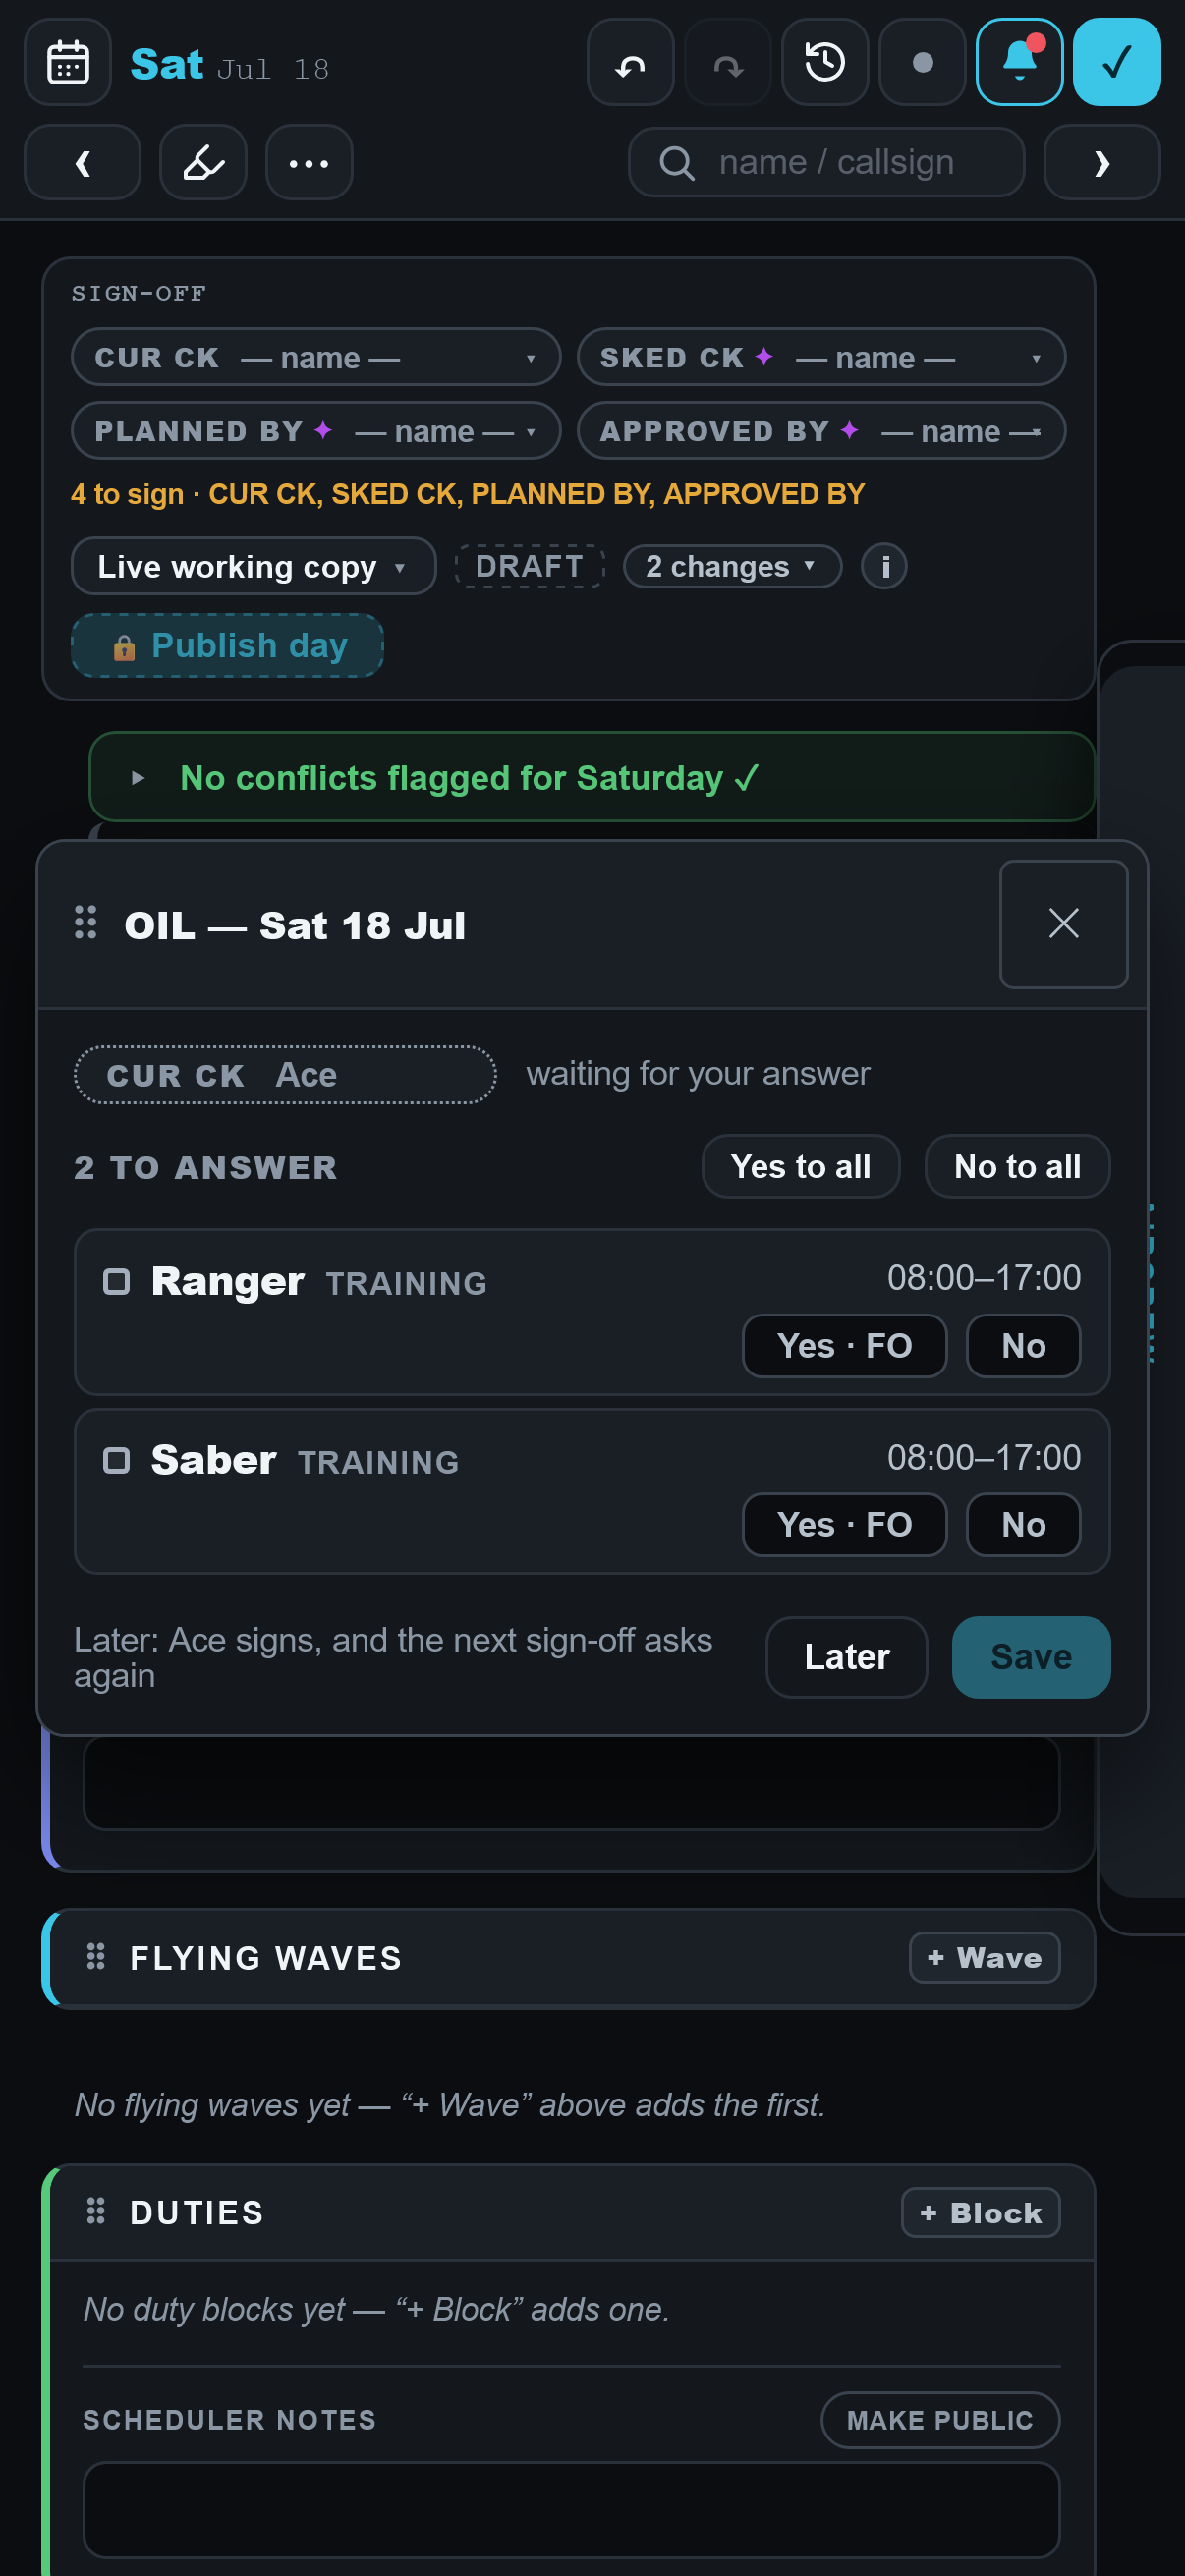 Sat Jul 18
name / callsign
SIGN-OFF
CUR CK — name —
SKED CK ✦ — name —
PLANNED BY ✦ — name —
APPROVED BY ✦ — name —
4 to sign · CUR CK, SKED CK, PLANNED BY, APPROVED BY
Live working copy
DRAFT
2 changes
i
Publish day
No conflicts flagged for Saturday ✓
OIL — Sat 18 Jul
CUR CK Ace
waiting for your answer
2 TO ANSWER
Yes to all
No to all
Ranger TRAINING
08:00–17:00
Yes · FO
No
Saber TRAINING
08:00–17:00
Yes · FO
No
Later: Ace signs, and the next sign-off asks
again
Later
Save
FLYING WAVES
+ Wave
No flying waves yet — “+ Wave” above adds the first.
DUTIES
+ Block
No duty blocks yet — “+ Block” adds one.
SCHEDULER NOTES
MAKE PUBLIC